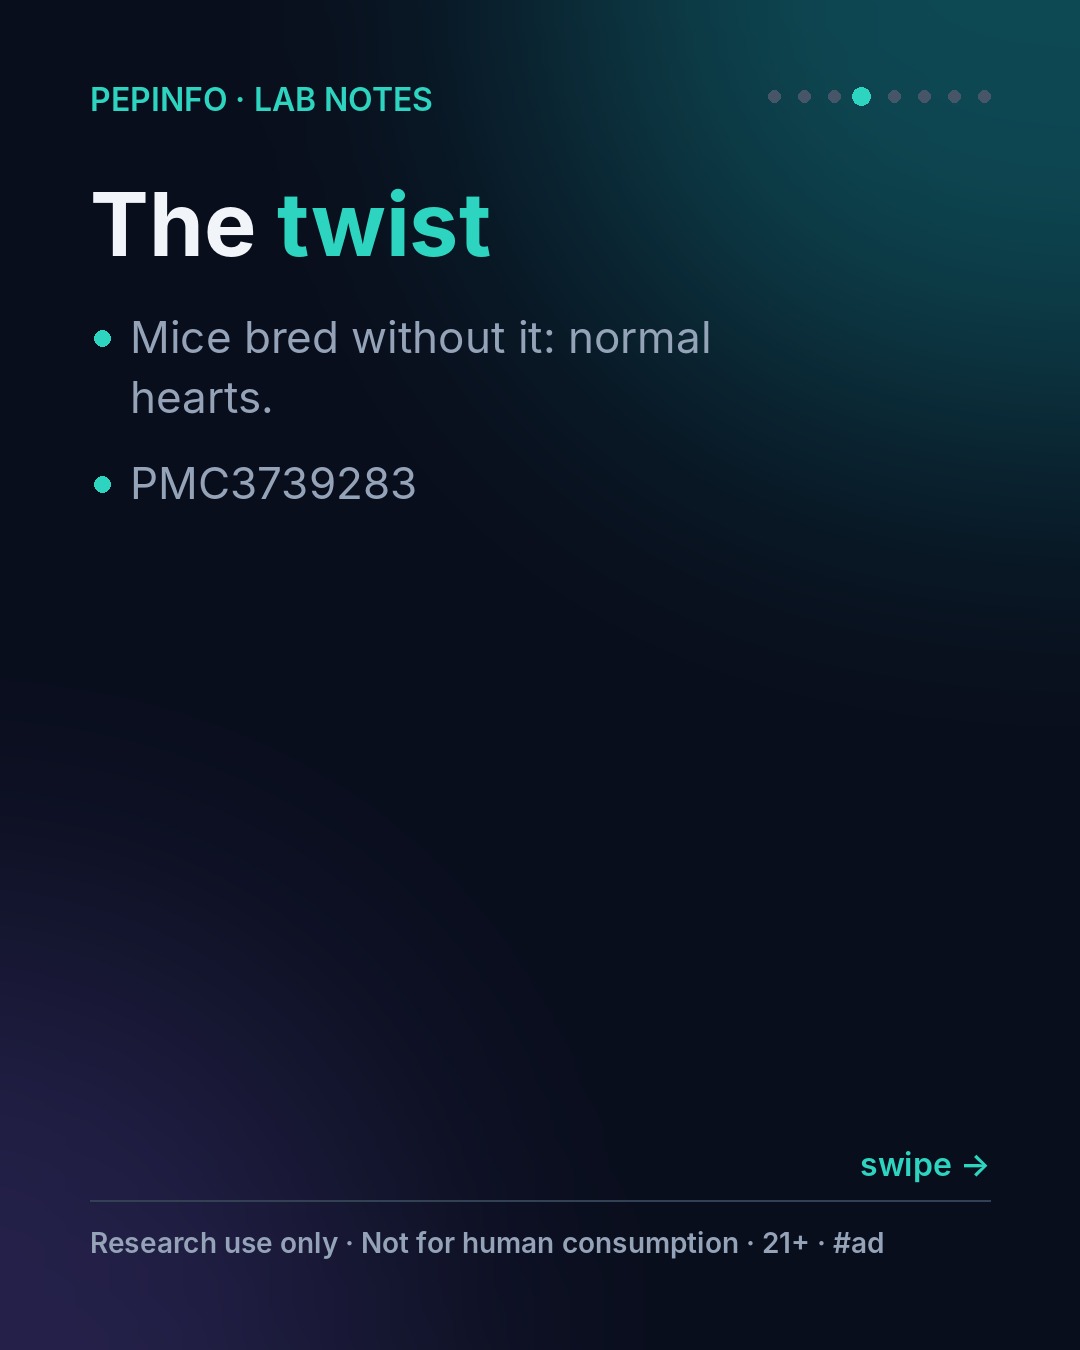 PEPINFO · LAB NOTES
The twist
Mice bred without it: normal
hearts.
PMC3739283
swipe →
Research use only · Not for human consumption · 21+ · #ad